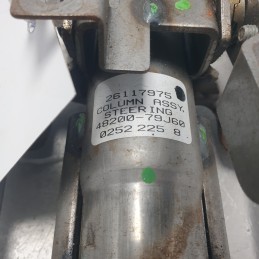 26117975
COLUMN ASSY,
STEERING
48200-79J60
0252 225 8